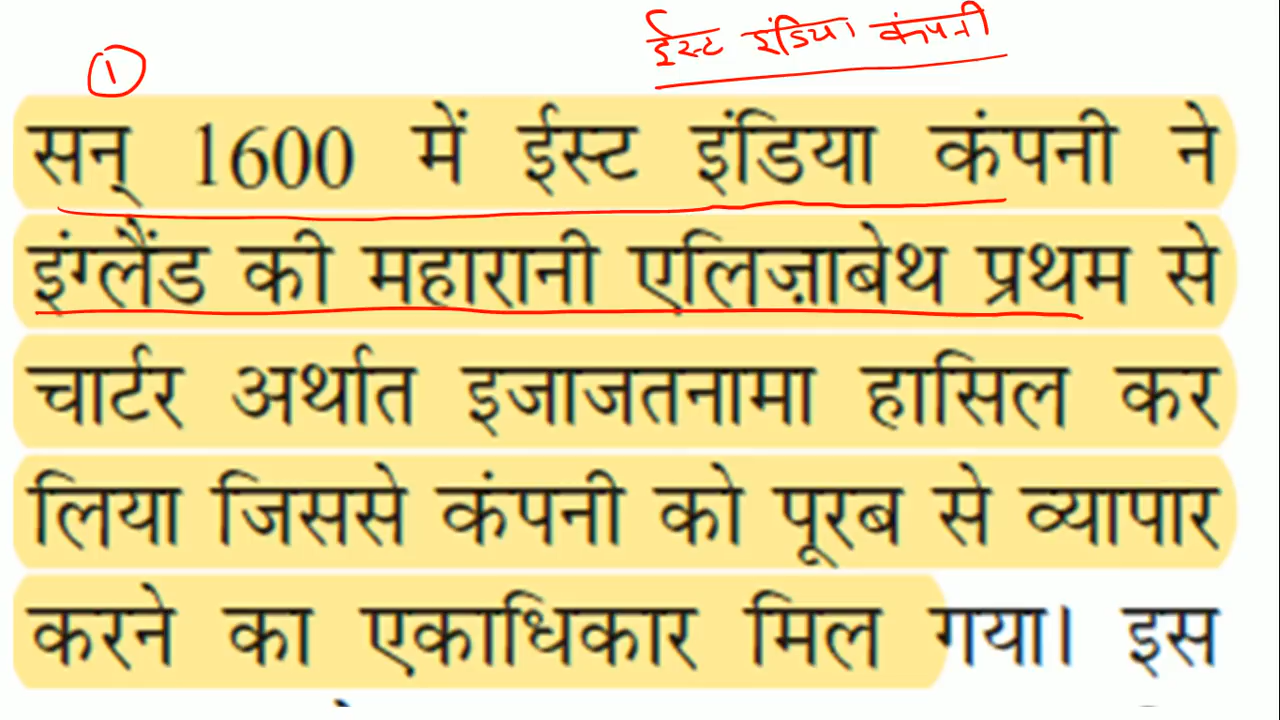 ईस्ट इंडिया कंपनी
1
सन् 1600 में ईस्ट इंडिया कंपनी ने
इंग्लैंड की महारानी एलिज़ाबेथ प्रथम से
चार्टर अर्थात इजाजतनामा हासिल कर
लिया जिससे कंपनी को पूरब से व्यापार
करने का एकाधिकार मिल गया। इस